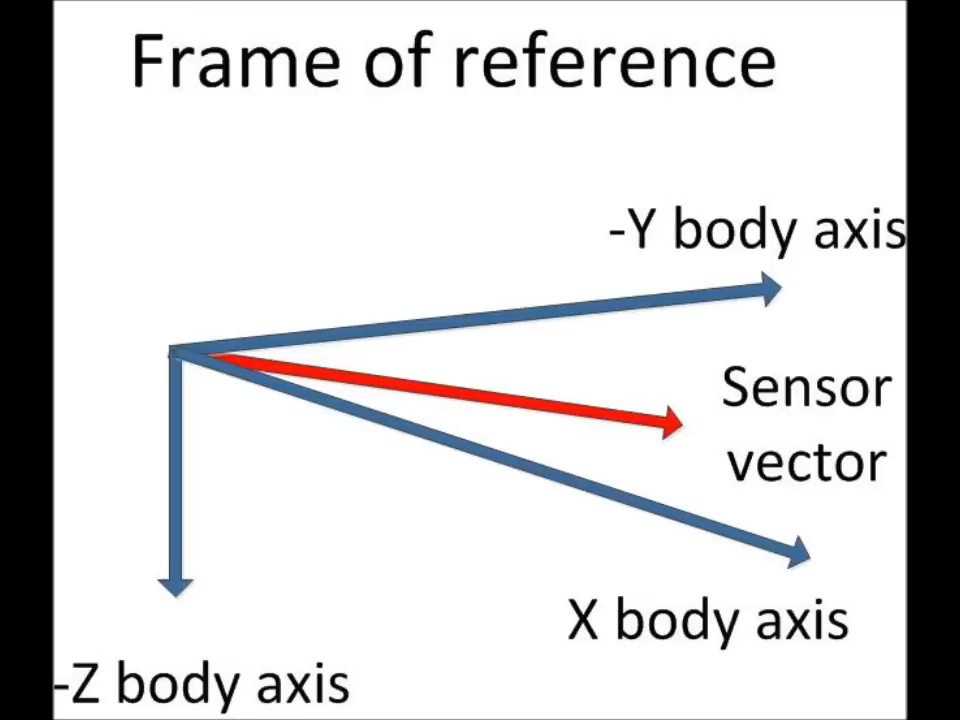 Frame of reference
-Y body axis
Sensor
vector
X body axis
-Z body axis